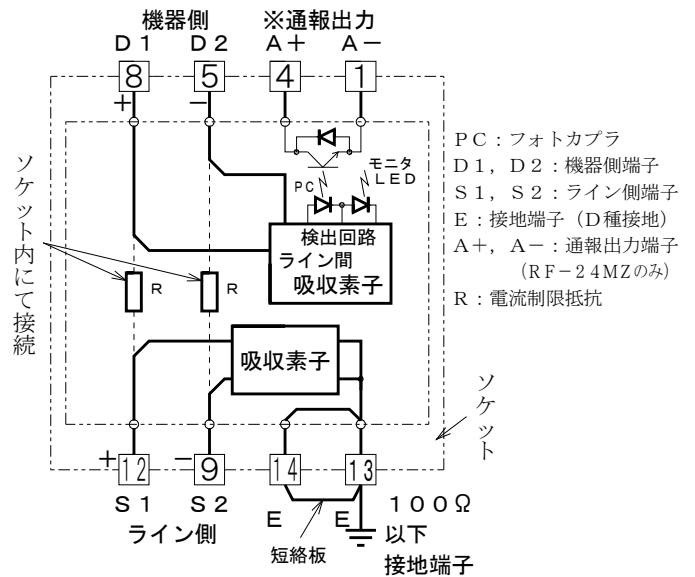 機器側 ※通報出力
D1 D2 A+ A−
8 5 4 1
+ −
PC
モニタ
LED
検出回路
ライン間
吸収素子
R R
ソケット内にて接続
吸収素子
+ −
12 9 14 13
S1 S2
ライン側
E E
短絡板
100Ω
以下
接地端子
ソケット
PC：フォトカプラ
D1，D2：機器側端子
S1，S2：ライン側端子
E：接地端子（D種接地）
A+，A−：通報出力端子
（RF−24MZのみ）
R：電流制限抵抗